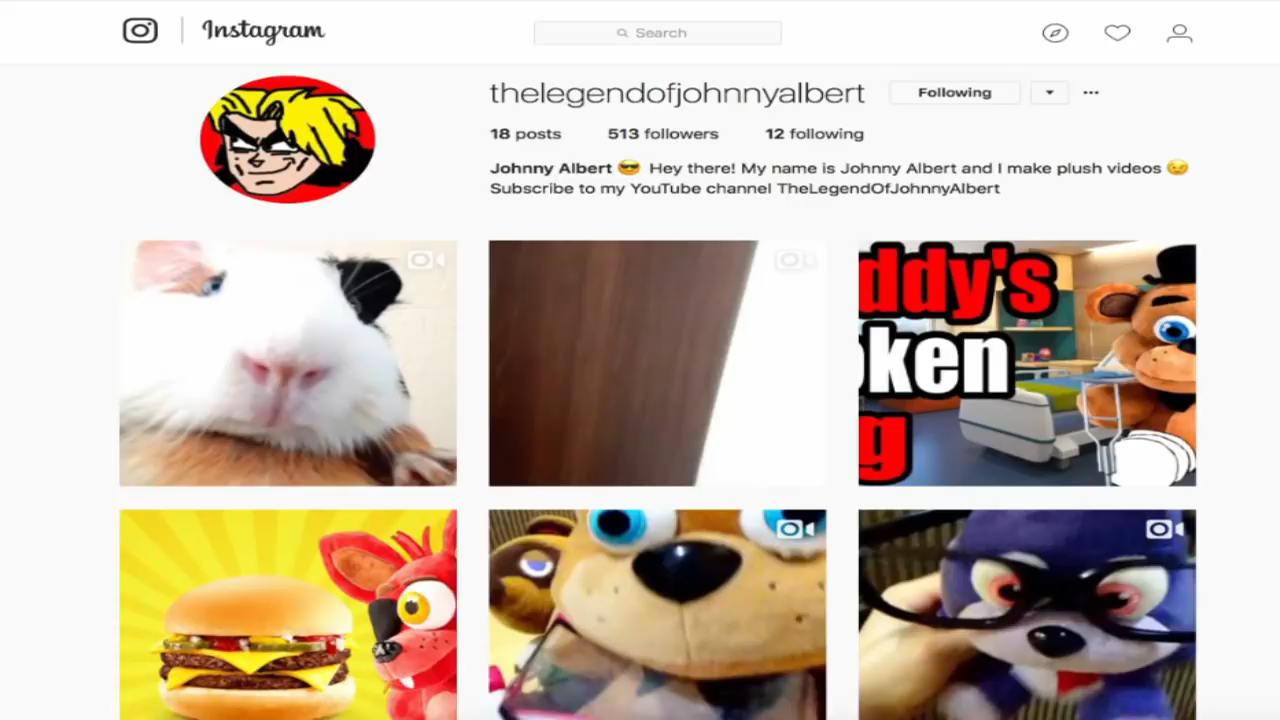 Instagram
Search
thelegendofjohnnyalbert
Following
18 posts
513 followers
12 following
Johnny Albert 😎 Hey there! My name is Johnny Albert and I make plush videos 😉
Subscribe to my YouTube channel TheLegendOfJohnnyAlbert
ddy's
ken
g